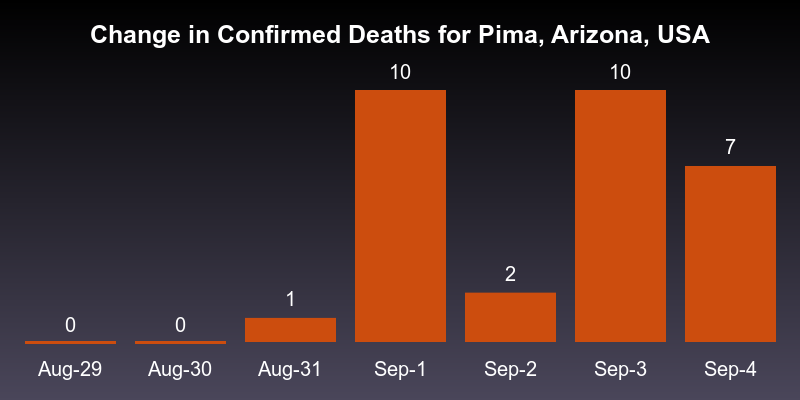 Change in Confirmed Deaths for Pima, Arizona, USA
10 10
7
2
1
0 0
Aug-29 Aug-30 Aug-31 Sep-1 Sep-2 Sep-3 Sep-4